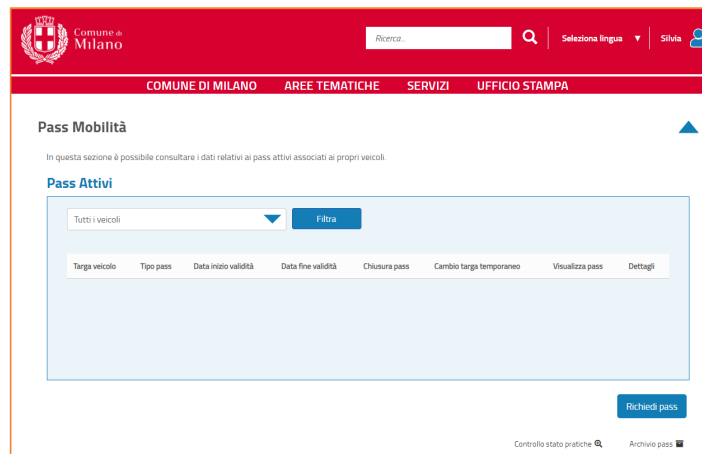 Comune di
Milano
Ricerca...
Seleziona lingua ▼
Silvia
COMUNE DI MILANO AREE TEMATICHE SERVIZI UFFICIO STAMPA
Pass Mobilità
In questa sezione è possibile consultare i dati relativi ai pass attivi associati ai propri veicoli.
Pass Attivi
Tutti i veicoli
Filtra
Targa veicolo Tipo pass Data inizio validità Data fine validità Chiusura pass Cambio targa temporaneo Visualizza pass Dettagli
Richiedi pass
Controllo stato pratiche Archivio pass